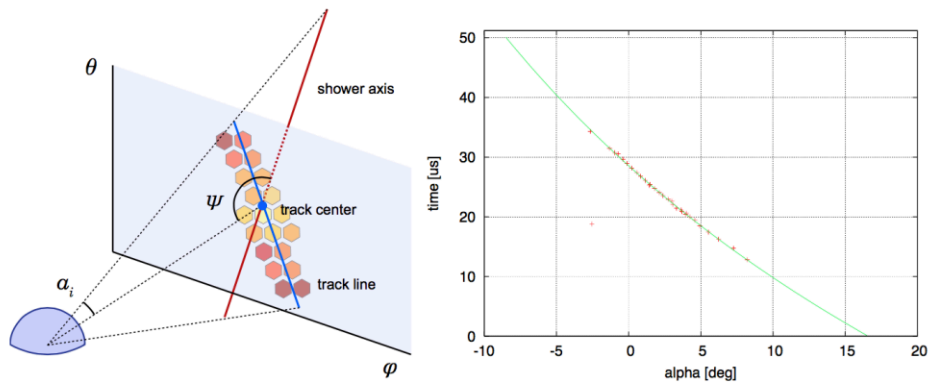 θ
shower axis
Ψ
track center
a_i
track line
φ
50
40
30
20
10
0
time [us]
-10
-5
0
5
10
15
20
alpha [deg]